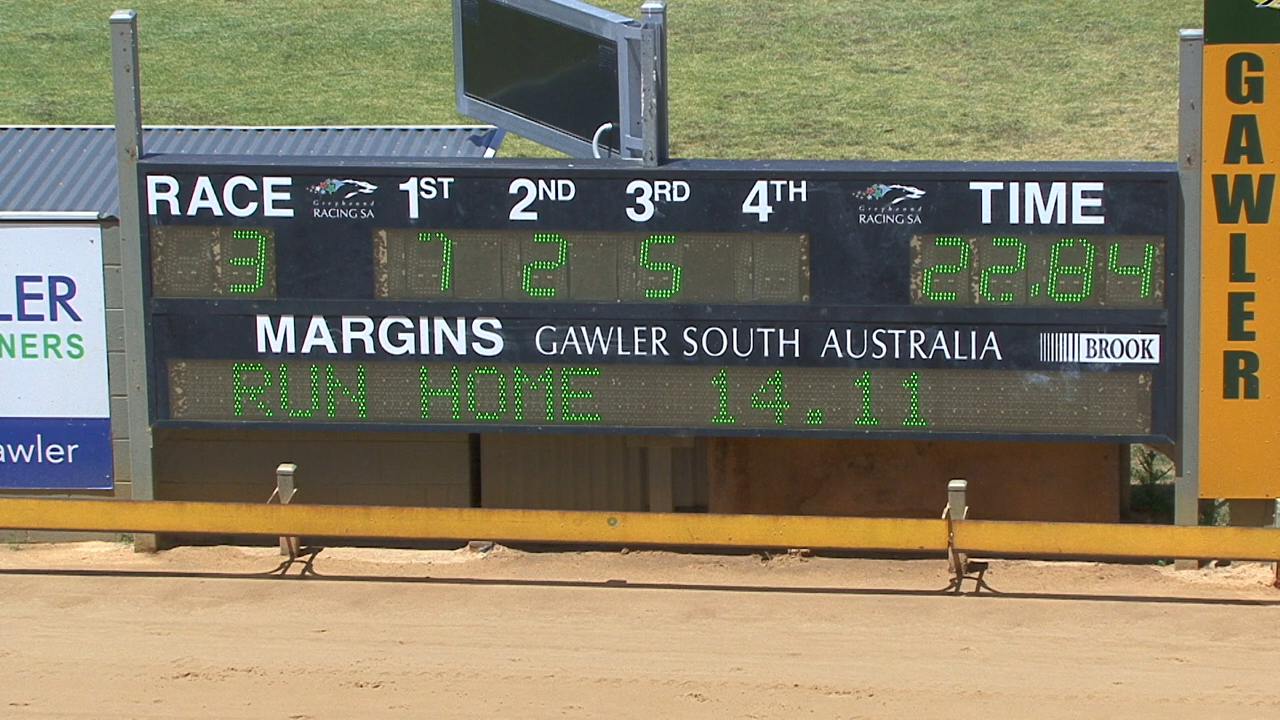 RACE
Greyhound
RACING SA
1ST 2ND 3RD 4TH
Greyhound
RACING SA
TIME
3 7 2 5 22.84
MARGINS GAWLER SOUTH AUSTRALIA BROOK
RUN HOME 14.11
GAWLER
LER
NERS
awler